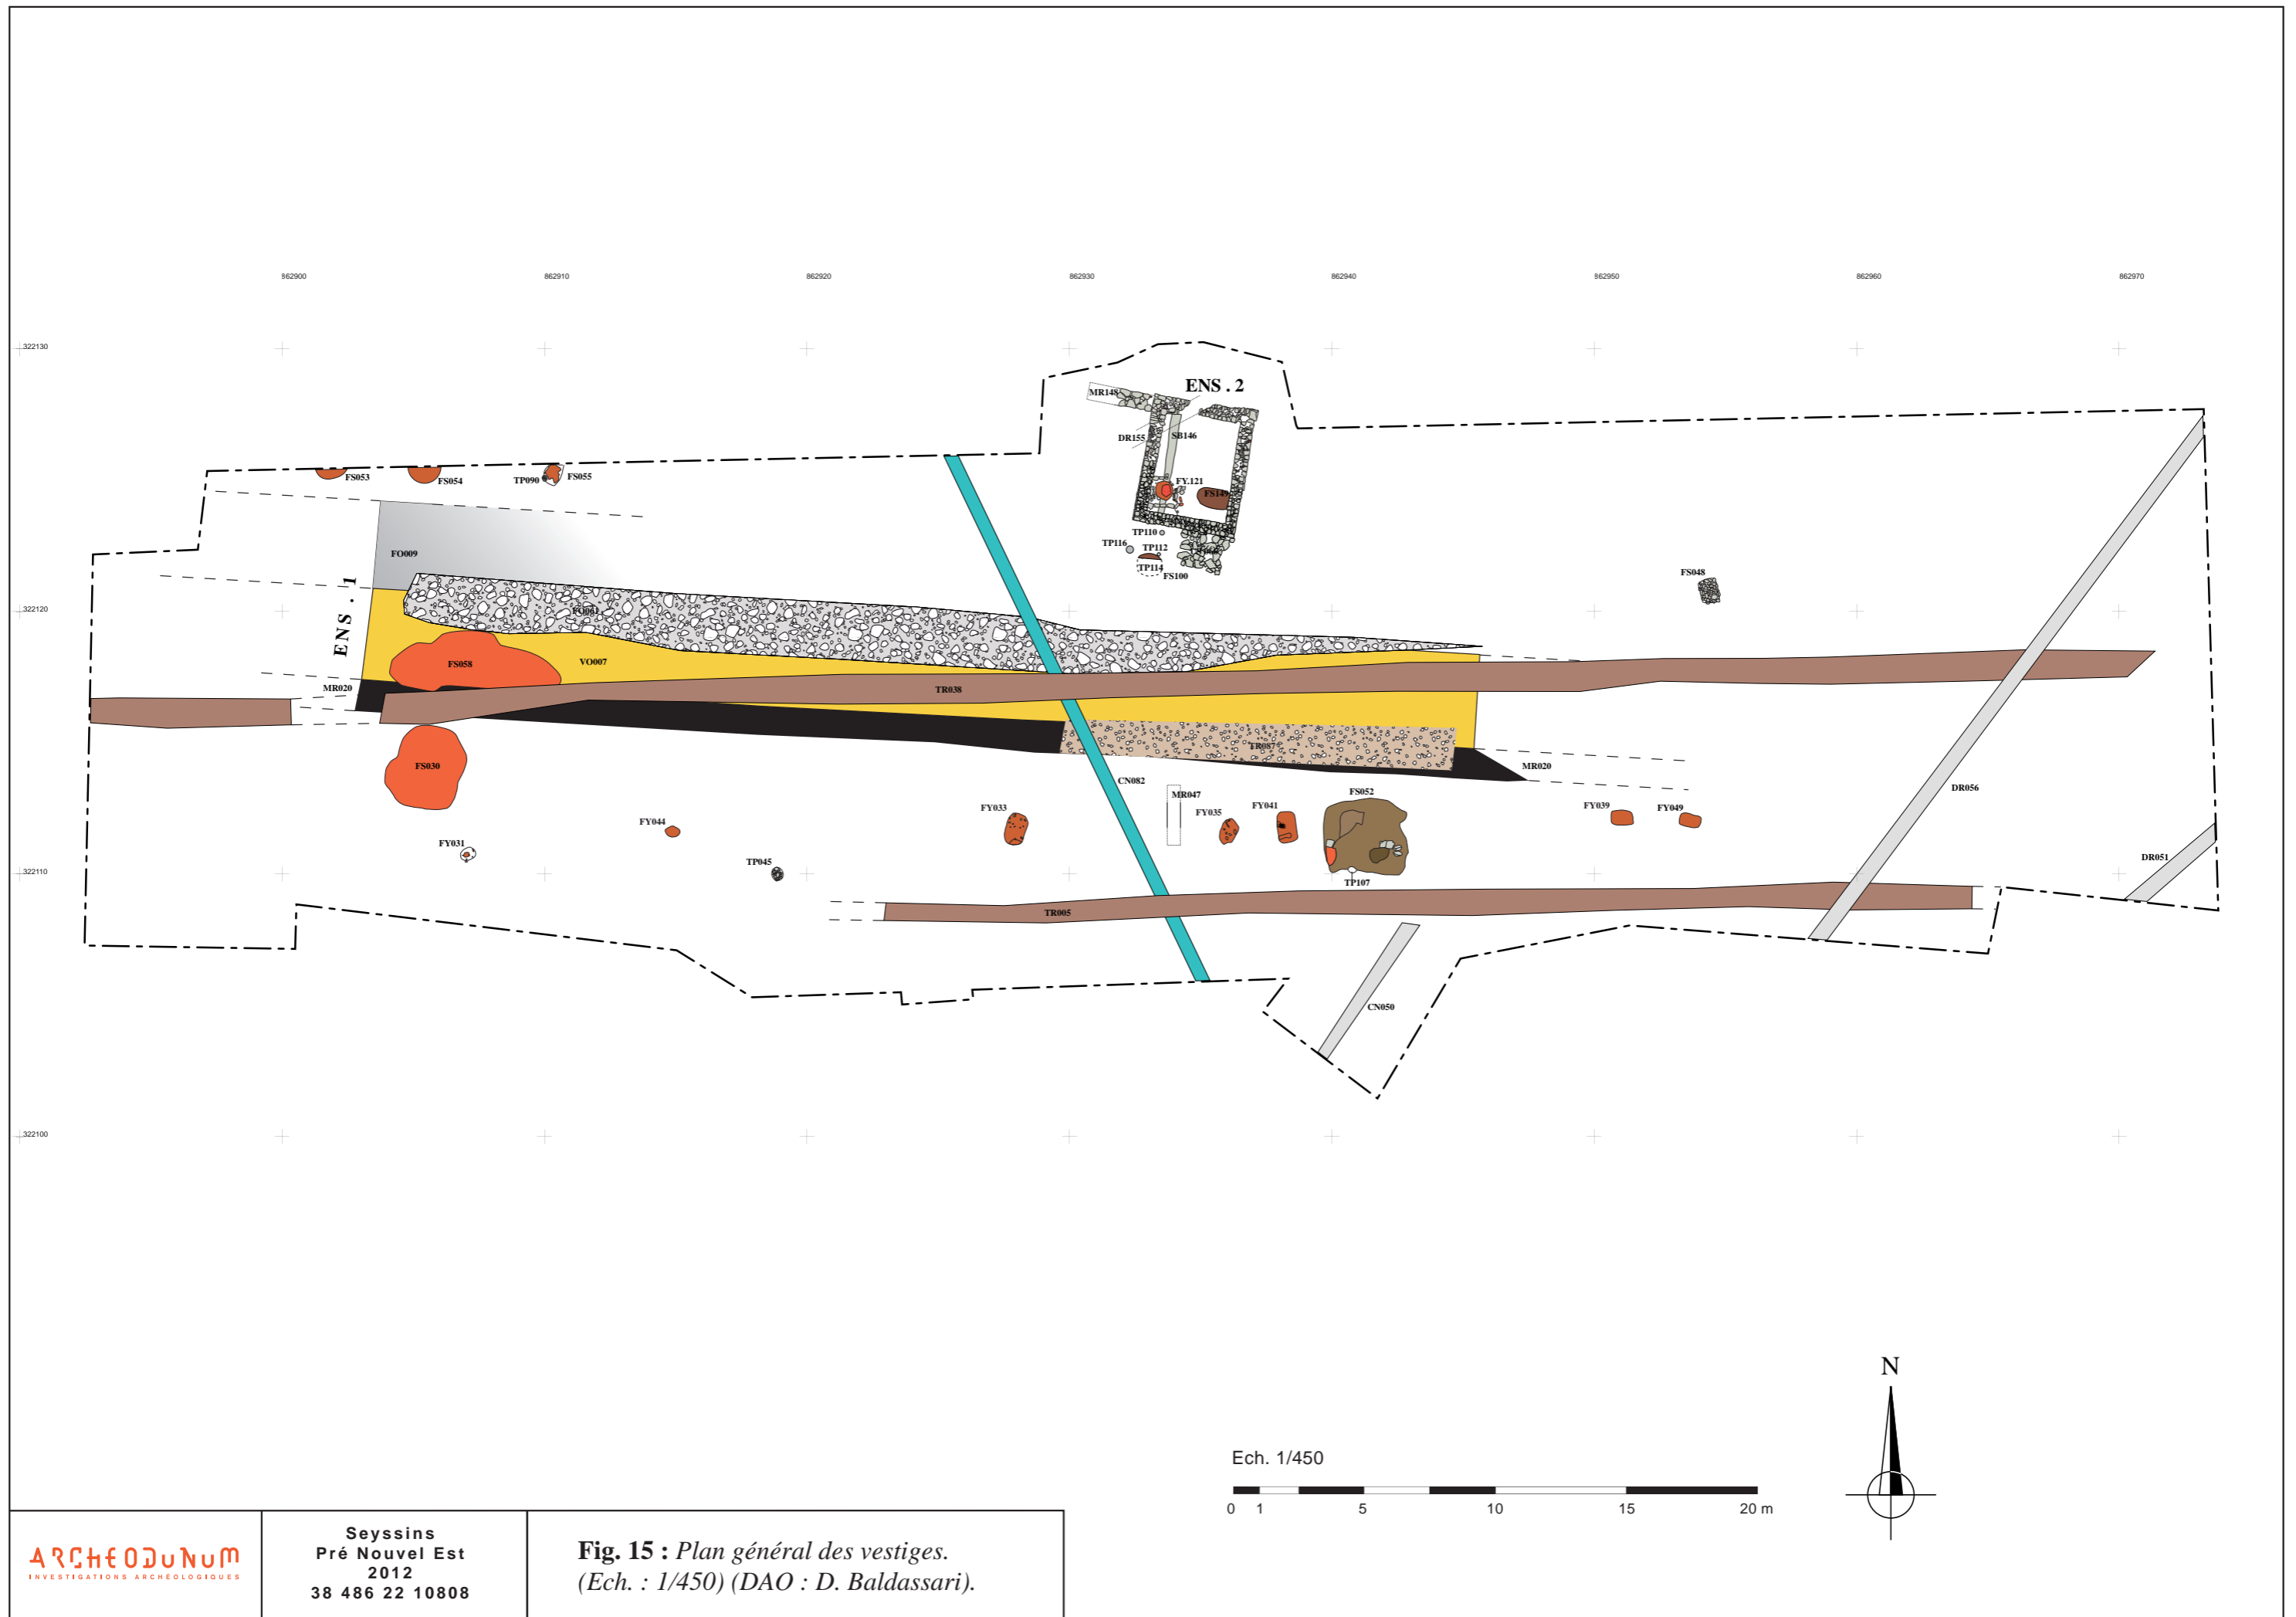 862900 862910 862920 862930 862940 862950 862960 862970
322130
ENS . 2
MR148
DR155
SB146
FS053
FS054
TP090
FS055
FY.121
FS149
TP110
TP116
TP112
TP114
FS100
FO009
FS048
322120
ENS . 1
FO061
FS058
VO007
MR020
TR038
TR087
MR020
FS030
CN082
MR047
FS052
DR056
FY033
FY035
FY041
FY039
FY049
FY044
FY031
TP045
322110
TP107
DR051
TR005
CN050
322100
N
Ech. 1/450
0 1 5 10 15 20 m
ARCHEODUNUM
INVESTIGATIONS ARCHÉOLOGIQUES
Seyssins
Pré Nouvel Est
2012
38 486 22 10808
Fig. 15 : Plan général des vestiges.
(Ech. : 1/450) (DAO : D. Baldassari).